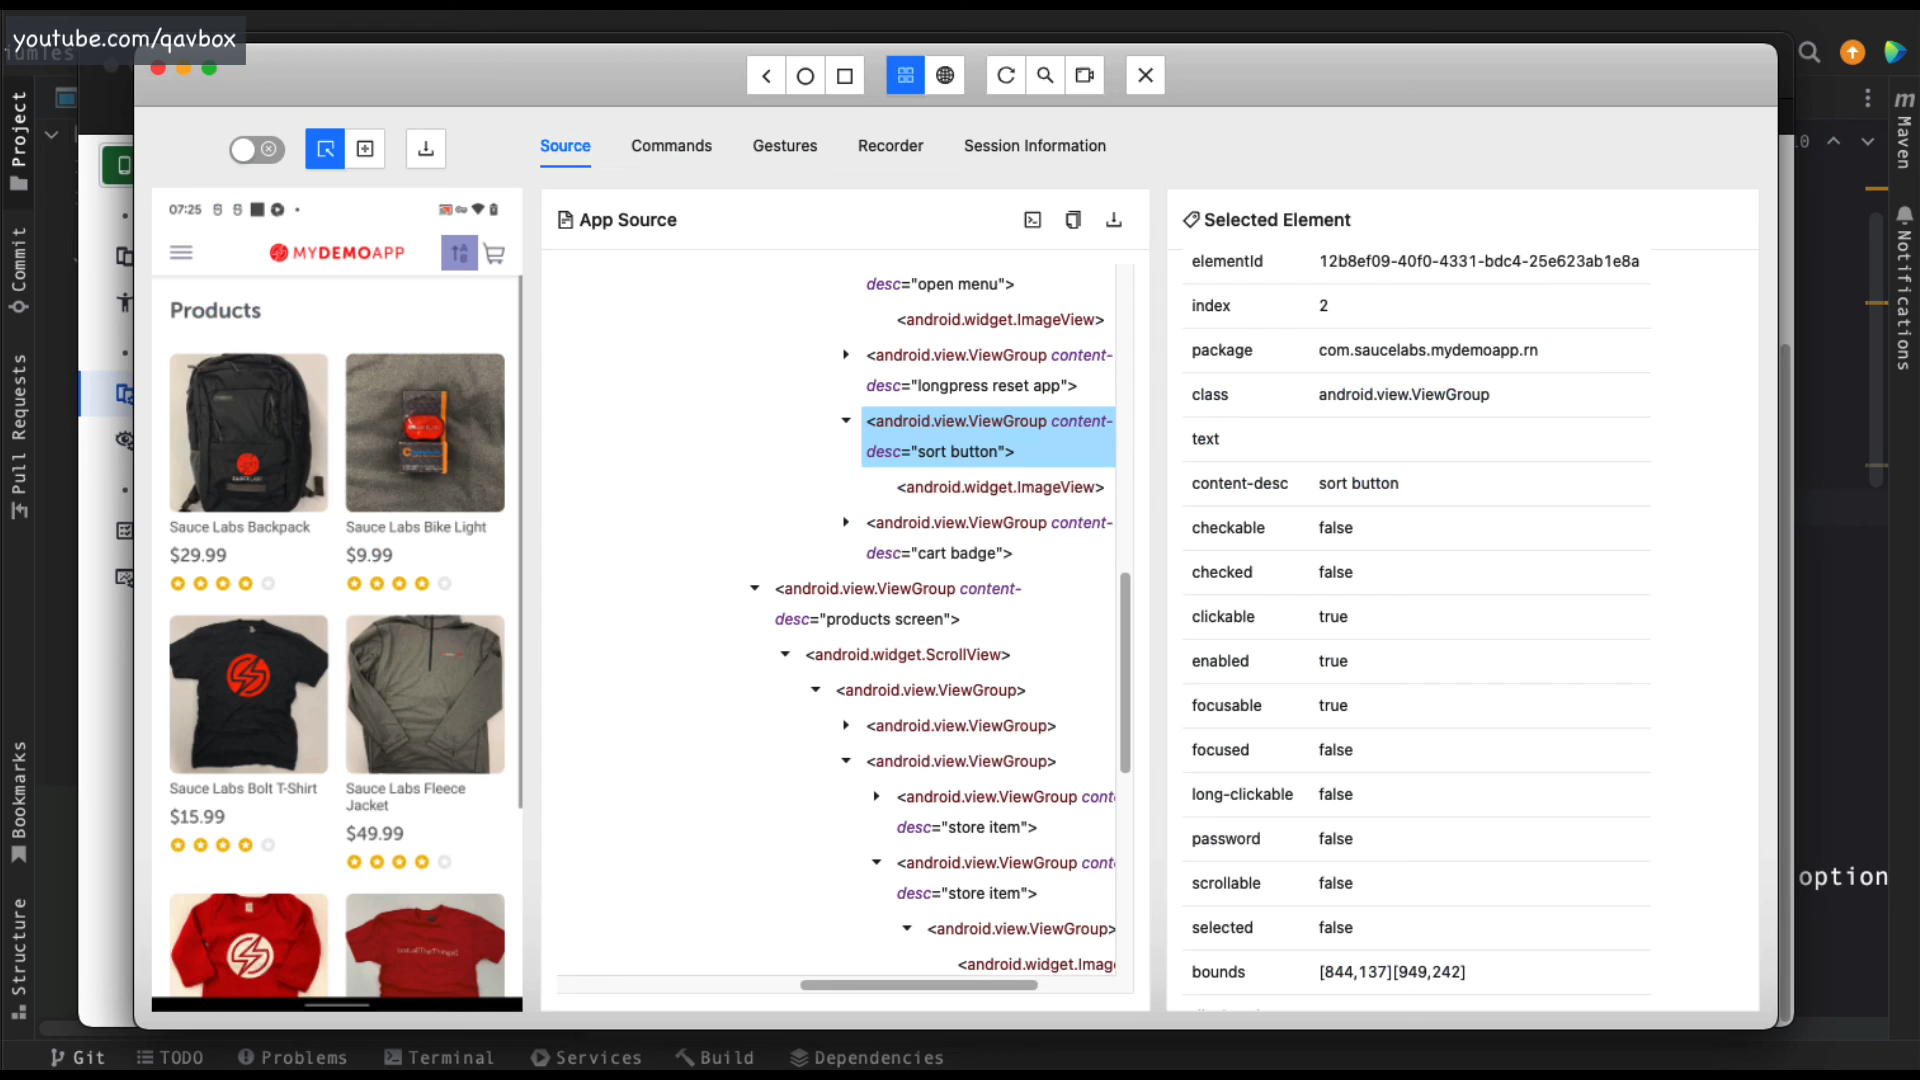 youtube.com/qavbox
Project
Commit
Pull Requests
Bookmarks
Structure
Source
Commands
Gestures
Recorder
Session Information
07:25
MYDEMOAPP
Products
Sauce Labs Backpack
$29.99
Sauce Labs Bike Light
$9.99
Sauce Labs Bolt T-Shirt
$15.99
Sauce Labs Fleece
Jacket
$49.99
App Source
desc="open menu">
<android.widget.ImageView>
<android.view.ViewGroup content-
desc="longpress reset app">
<android.view.ViewGroup content-
desc="sort button">
<android.widget.ImageView>
<android.view.ViewGroup content-
desc="cart badge">
<android.view.ViewGroup content-
desc="products screen">
<android.widget.ScrollView>
<android.view.ViewGroup>
<android.view.ViewGroup>
<android.view.ViewGroup>
<android.view.ViewGroup cont
desc="store item">
<android.view.ViewGroup cont
desc="store item">
<android.view.ViewGroup>
<android.widget.Imag
Selected Element
elementId 12b8ef09-40f0-4331-bdc4-25e623ab1e8a
index 2
package com.saucelabs.mydemoapp.rn
class android.view.ViewGroup
text
content-desc sort button
checkable false
checked false
clickable true
enabled true
focusable true
focused false
long-clickable false
password false
scrollable false
selected false
bounds [844,137][949,242]
m
Maven
Notifications
option
Git
TODO
Problems
Terminal
Services
Build
Dependencies